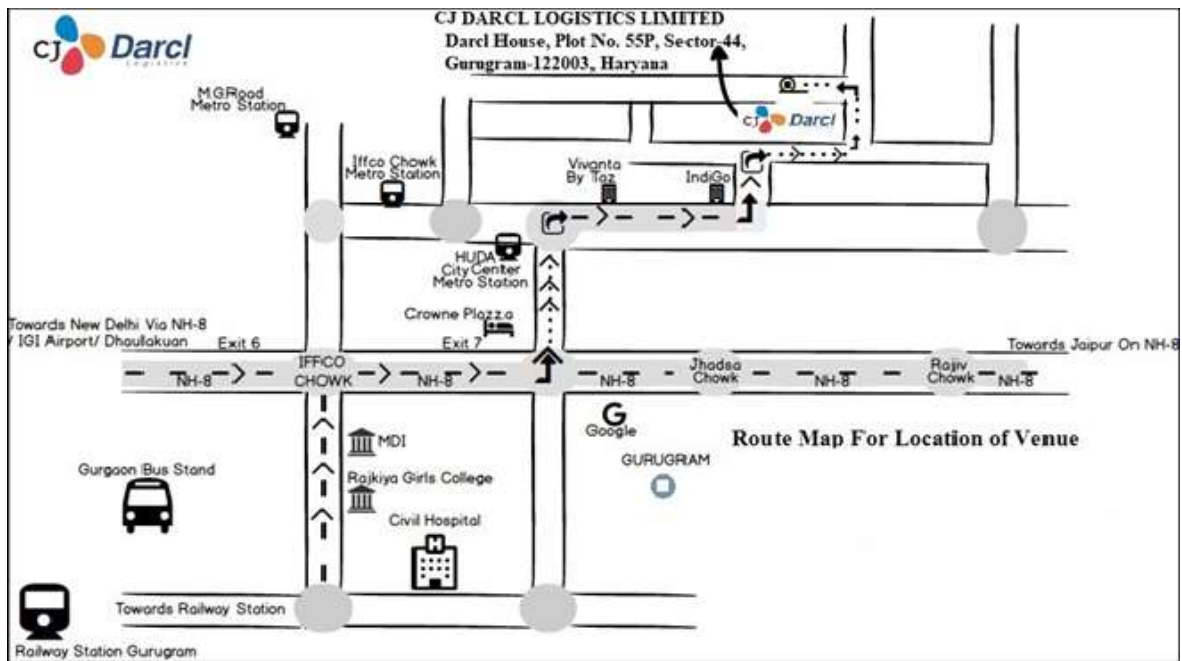 CJ Darcl
Logistics
CJ DARCL LOGISTICS LIMITED
Darcl House, Plot No. 55P, Sector-44,
Gurugram-122003, Haryana
M.G.Road
Metro Station
CJ Darcl
Iffco Chowk
Metro Station
Vivanta
By Taz
IndiGo
HUDA
City Center
Metro Station
Crowne Plazza
Towards New Delhi Via NH-8
/ IGI Airport/ Dhaullakuan
Exit 6
Exit 7
Towards Jaipur On NH-8
IFFCO
CHOWK
NH-8
NH-8
NH-8
Jhadsa
Chowk
NH-8
Rajiv
Chowk
NH-8
G
Google
MDI
Route Map For Location of Venue
GURUGRAM
Gurgaon Bus Stand
Rajkiya Girls College
Civil Hospital
H
Towards Railway Station
Railway Station Gurugram